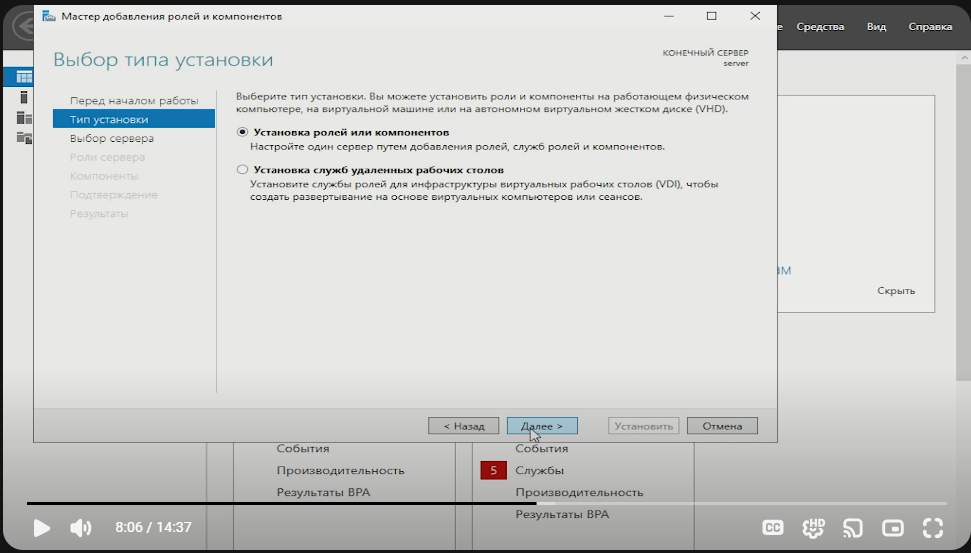 Мастер добавления ролей и компонентов
Средства Вид Справка
Выбор типа установки
КОНЕЧНЫЙ СЕРВЕР
server
Перед началом работы
Тип установки
Выбор сервера
Роли сервера
Компоненты
Подтверждение
Результаты
Выберите тип установки. Вы можете установить роли и компоненты на работающем физическом
компьютере, на виртуальной машине или на автономном виртуальном жестком диске (VHD).
Установка ролей или компонентов
Настройте один сервер путем добавления ролей, служб ролей и компонентов.
Установка служб удаленных рабочих столов
Установите службы ролей для инфраструктуры виртуальных рабочих столов (VDI), чтобы
создать развертывание на основе виртуальных компьютеров или сеансов.
Скрыть
< Назад Далее > Установить Отмена
События
Производительность
Результаты BPA
События
5 Службы
Производительность
Результаты BPA
8:06 / 14:37
CC HD